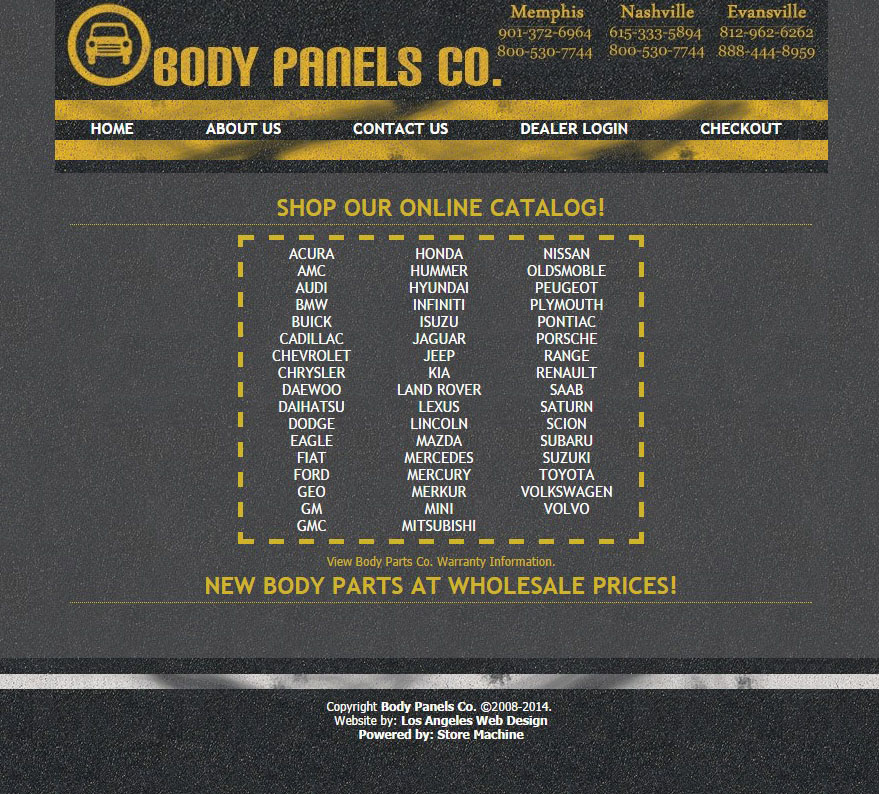 Memphis Nashville Evansville
901-372-6964 615-333-5894 812-962-6262
800-530-7744 800-530-7744 888-444-8959
BODY PANELS CO.
HOME ABOUT US CONTACT US DEALER LOGIN CHECKOUT
SHOP OUR ONLINE CATALOG!
ACURA HONDA NISSAN
AMC HUMMER OLDSMOBLE
AUDI HYUNDAI PEUGEOT
BMW INFINITI PLYMOUTH
BUICK ISUZU PONTIAC
CADILLAC JAGUAR PORSCHE
CHEVROLET JEEP RANGE
CHRYSLER KIA RENAULT
DAEWOO LAND ROVER SAAB
DAIHATSU LEXUS SATURN
DODGE LINCOLN SCION
EAGLE MAZDA SUBARU
FIAT MERCEDES SUZUKI
FORD MERCURY TOYOTA
GEO MERKUR VOLKSWAGEN
GM MINI VOLVO
GMC MITSUBISHI
View Body Parts Co. Warranty Information.
NEW BODY PARTS AT WHOLESALE PRICES!
Copyright Body Panels Co. ©2008-2014.
Website by: Los Angeles Web Design
Powered by: Store Machine